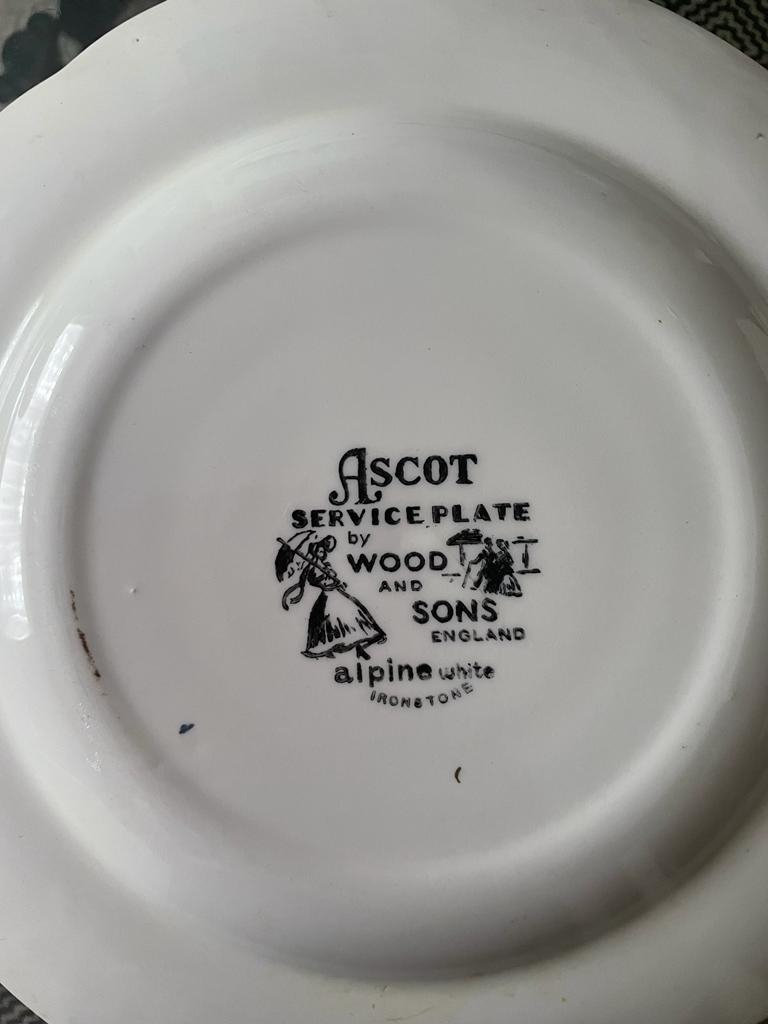 ASCOT
SERVICE PLATE
by
WOOD
AND
SONS
ENGLAND
alpine white
IRONSTONE